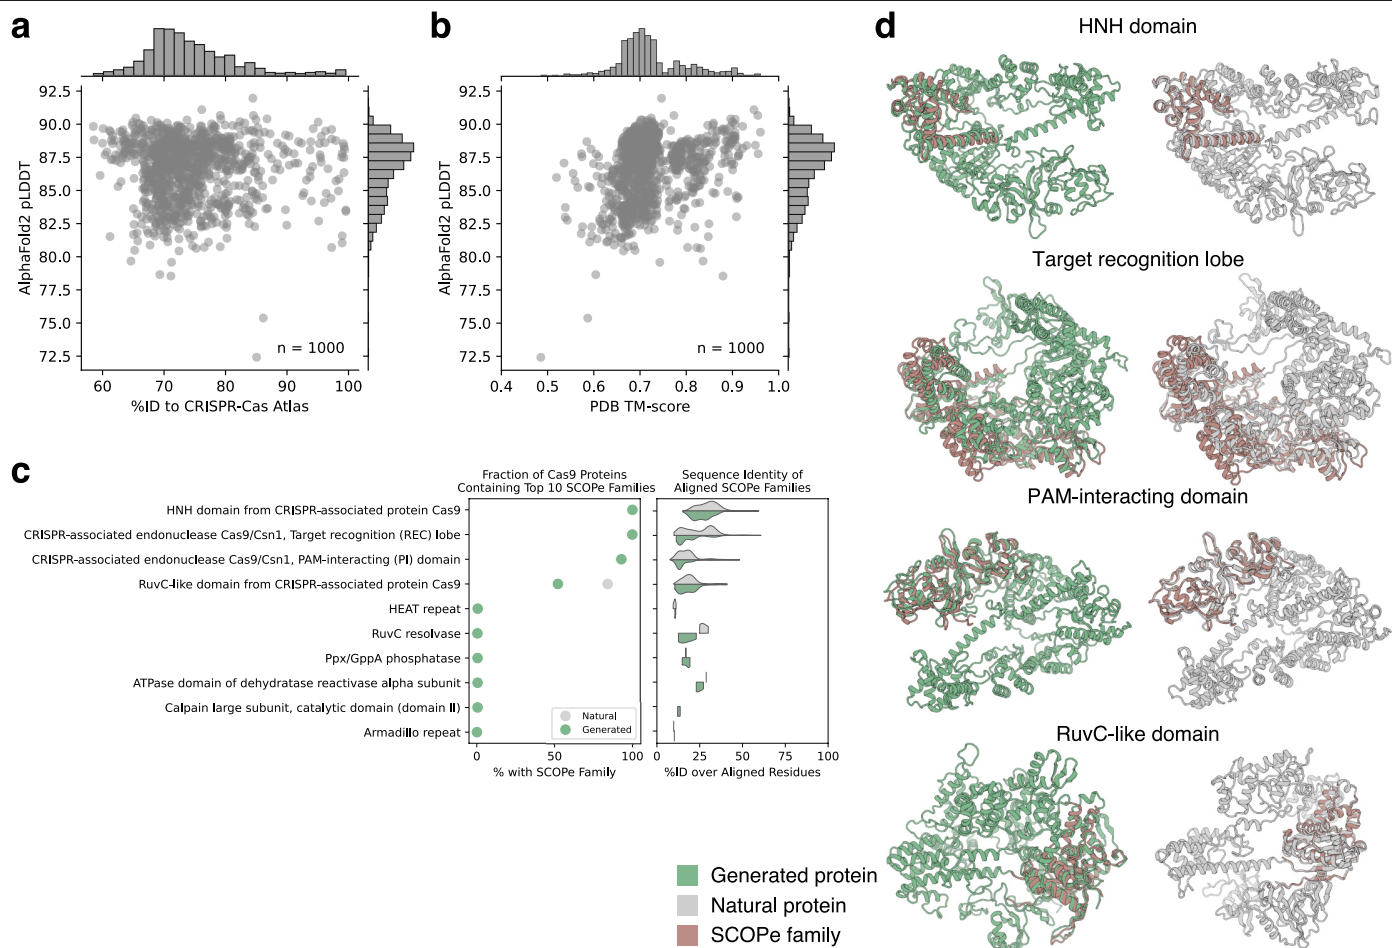 a
92.5
90.0
87.5
85.0
82.5
80.0
77.5
75.0
72.5
AlphaFold2 pLDDT
n = 1000
60 70 80 90 100
%ID to CRISPR-Cas Atlas
b
92.5
90.0
87.5
85.0
82.5
80.0
77.5
75.0
72.5
AlphaFold2 pLDDT
n = 1000
0.4 0.5 0.6 0.7 0.8 0.9 1.0
PDB TM-score
c
Fraction of Cas9 Proteins
Containing Top 10 SCOPe Families
Sequence Identity of
Aligned SCOPe Families
HNH domain from CRISPR-associated protein Cas9
CRISPR-associated endonuclease Cas9/Csn1, Target recognition (REC) lobe
CRISPR-associated endonuclease Cas9/Csn1, PAM-interacting (PI) domain
RuvC-like domain from CRISPR-associated protein Cas9
HEAT repeat
RuvC resolvase
Ppx/GppA phosphatase
ATPase domain of dehydratase reactivase alpha subunit
Calpain large subunit, catalytic domain (domain II)
Armadillo repeat
Natural
Generated
0 50 100
% with SCOPe Family
0 25 50 75 100
%ID over Aligned Residues
d
HNH domain
Target recognition lobe
PAM-interacting domain
RuvC-like domain
Generated protein
Natural protein
SCOPe family